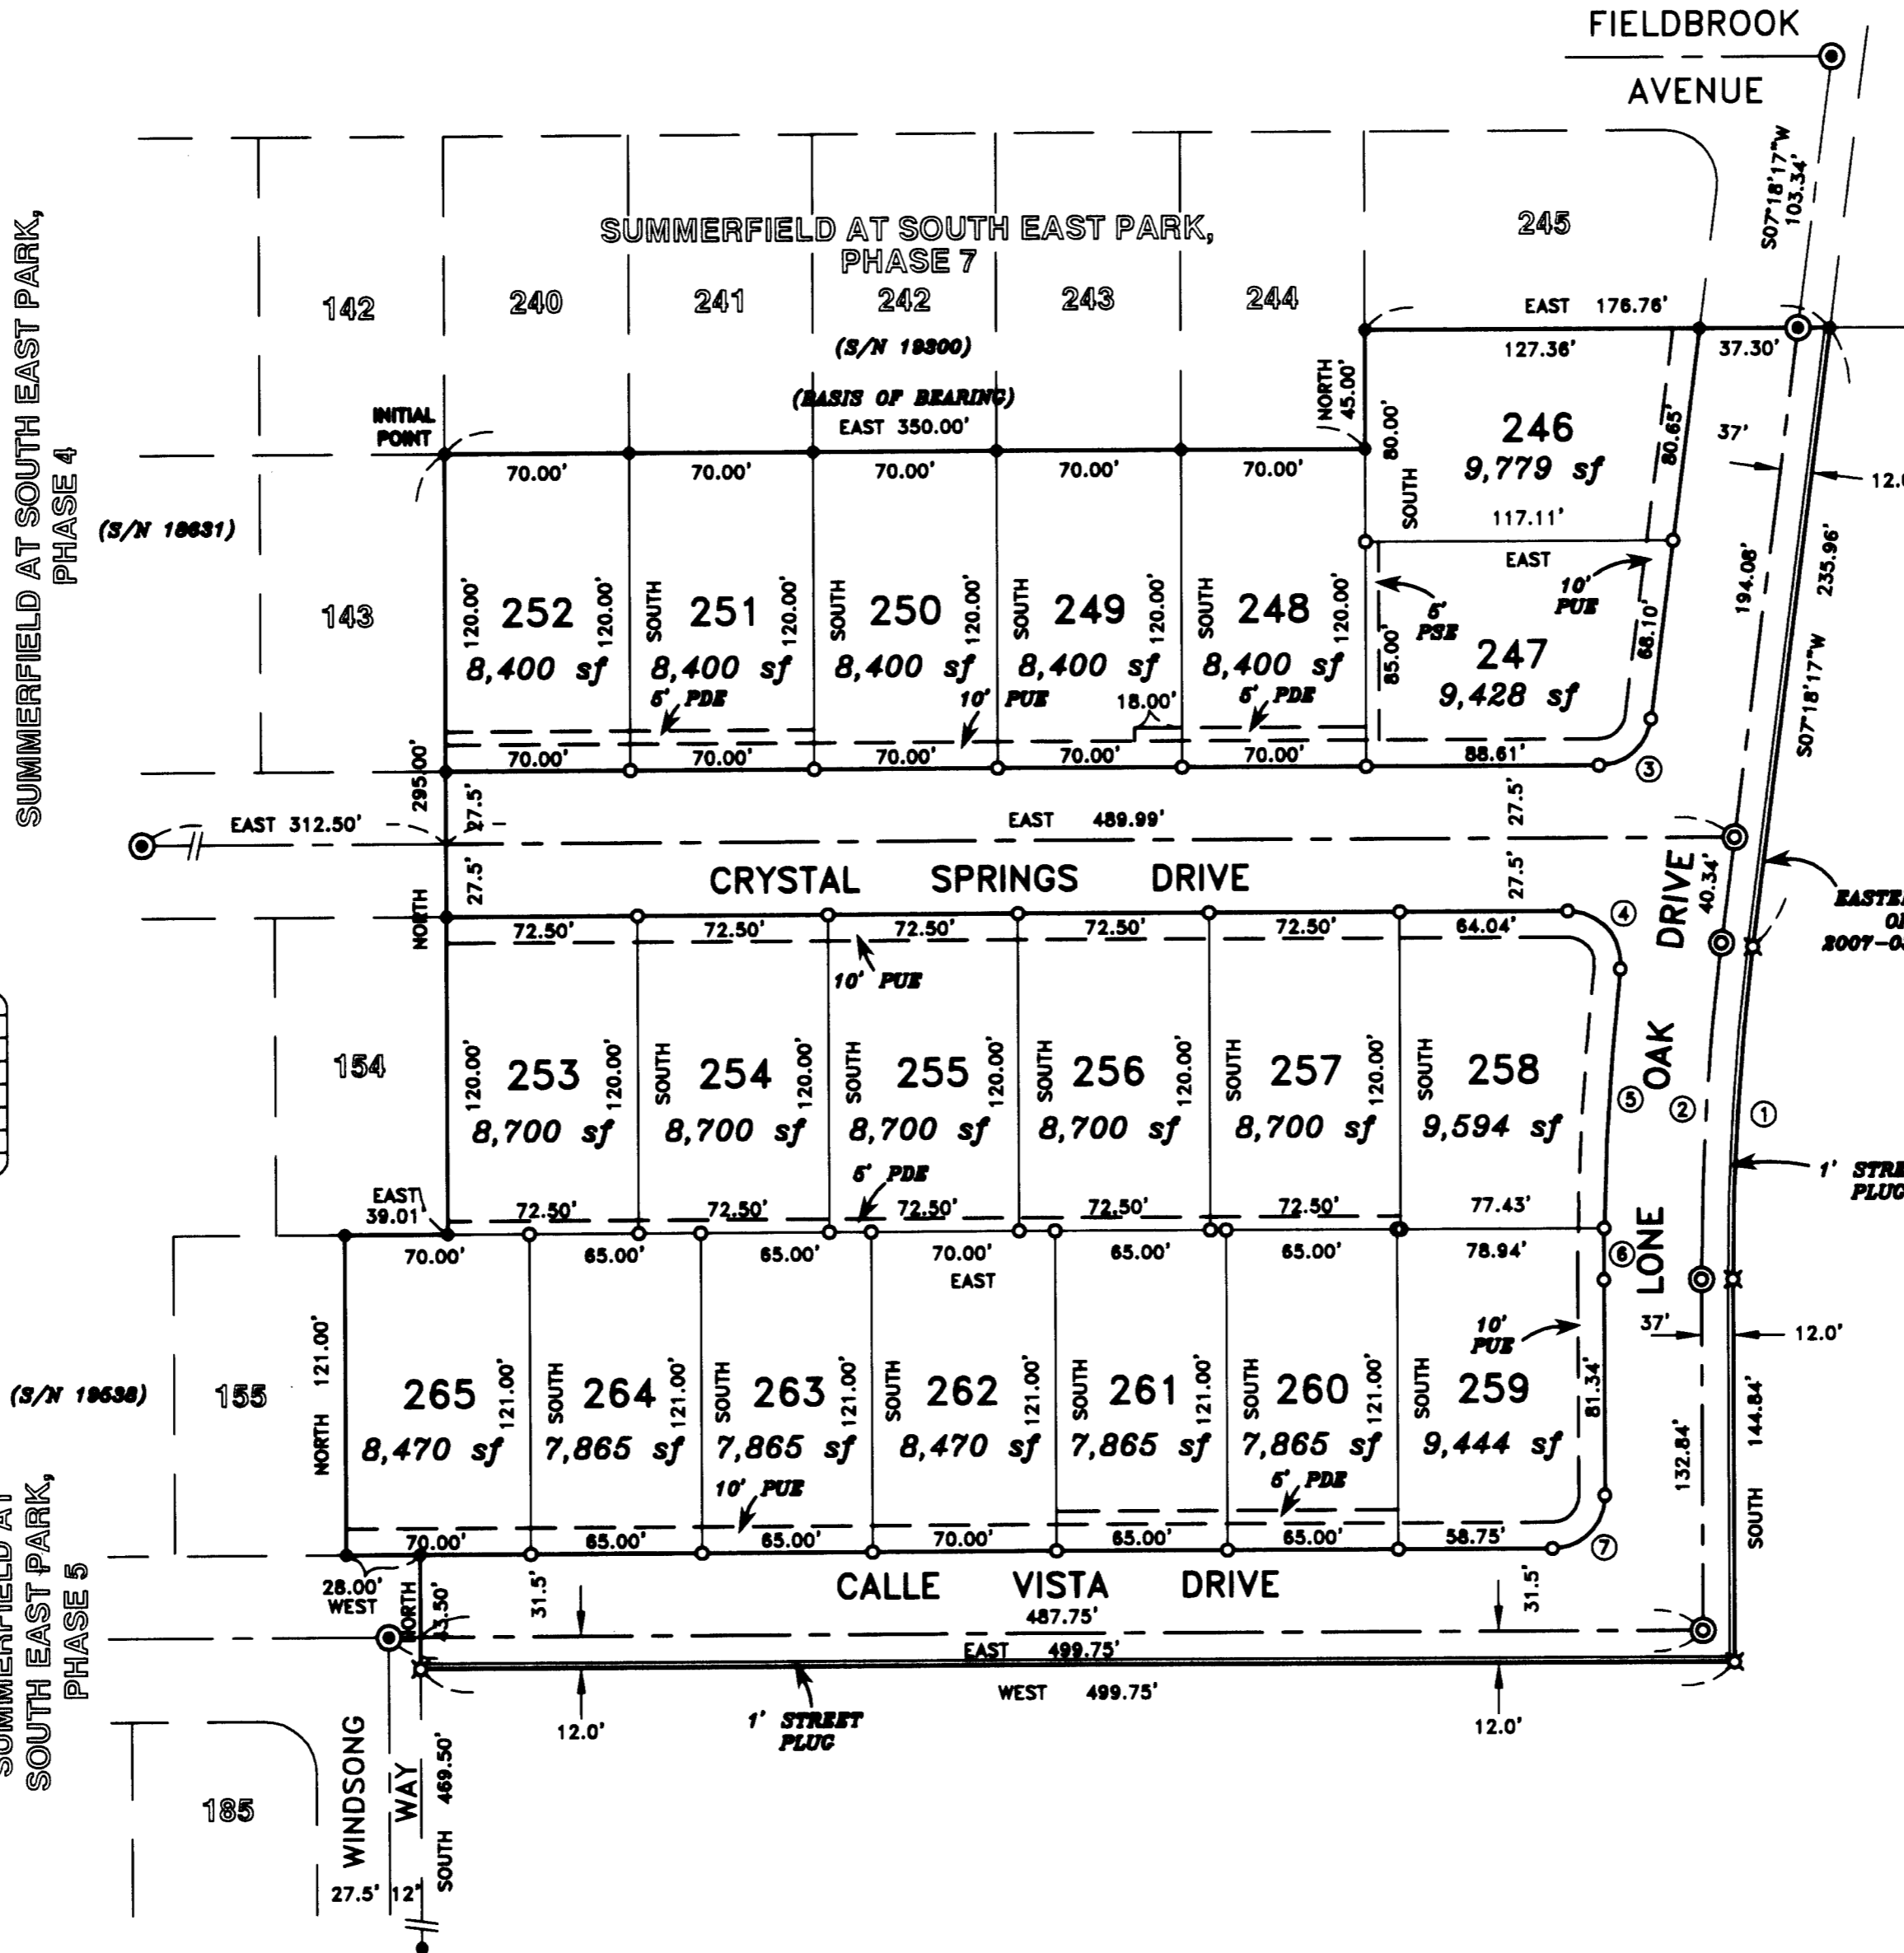 FIELDBROOK
AVENUE
S07°18'17"W
103.34'
SUMMERFIELD AT SOUTH EAST PARK,
PHASE 4
(S/N 18631)
142
143
SUMMERFIELD AT SOUTH EAST PARK,
PHASE 7
240
241
242
243
244
245
(S/N 19300)
(BASIS OF BEARING)
EAST 350.00'
INITIAL
POINT
70.00'
70.00'
70.00'
70.00'
70.00'
NORTH
45.00'
EAST 176.76'
127.36'
37.30'
80.00'
SOUTH
246
9,779 sf
80.65'
37'
12.0
117.11'
EAST
194.08'
235.96'
S07°18'17"W
120.00'
252
120.00'
8,400 sf
SOUTH
251
120.00'
8,400 sf
SOUTH
250
120.00'
8,400 sf
SOUTH
249
120.00'
8,400 sf
SOUTH
248
120.00'
8,400 sf
85.00'
5'
PSE
10'
PUE
68.10'
247
9,428 sf
5' PDE
10' PUE
18.00'
5' PDE
70.00'
70.00'
70.00'
70.00'
70.00'
88.61'
③
295.00'
27.5'
27.5'
EAST 312.50'
EAST 489.99'
27.5'
27.5'
CRYSTAL SPRINGS DRIVE
NORTH
40.34'
EASTE
2007-0
72.50'
72.50'
72.50'
72.50'
72.50'
64.04'
④
10' PUE
154
120.00'
253
120.00'
8,700 sf
SOUTH
254
120.00'
8,700 sf
SOUTH
255
120.00'
8,700 sf
SOUTH
256
120.00'
8,700 sf
SOUTH
257
120.00'
8,700 sf
SOUTH
258
9,594 sf
⑤
②
①
LONE OAK DRIVE
1' STRE
PLUG
5' PDE
EAST
39.01'
72.50'
72.50'
72.50'
72.50'
72.50'
77.43'
70.00'
65.00'
65.00'
70.00'
65.00'
65.00'
78.94'
EAST
⑥
37'
12.0'
10'
PUE
(S/N 19538)
155
NORTH 121.00'
265
121.00'
8,470 sf
SOUTH
264
121.00'
7,865 sf
SOUTH
263
121.00'
7,865 sf
SOUTH
262
121.00'
8,470 sf
SOUTH
261
121.00'
7,865 sf
SOUTH
260
121.00'
7,865 sf
SOUTH
259
9,444 sf
81.34'
132.84'
SOUTH 144.84'
10' PUE
5' PDE
70.00'
65.00'
65.00'
70.00'
65.00'
65.00'
58.75'
⑦
SUMMERFIELD AT
SOUTH EAST PARK,
PHASE 5
28.00'
WEST
NORTH
43.50'
31.5'
CALLE VISTA DRIVE
31.5'
487.75'
EAST 499.75'
WEST 499.75'
12.0'
1' STREET
PLUG
12.0'
185
WINDSONG
WAY
SOUTH 469.50'
27.5'
12'